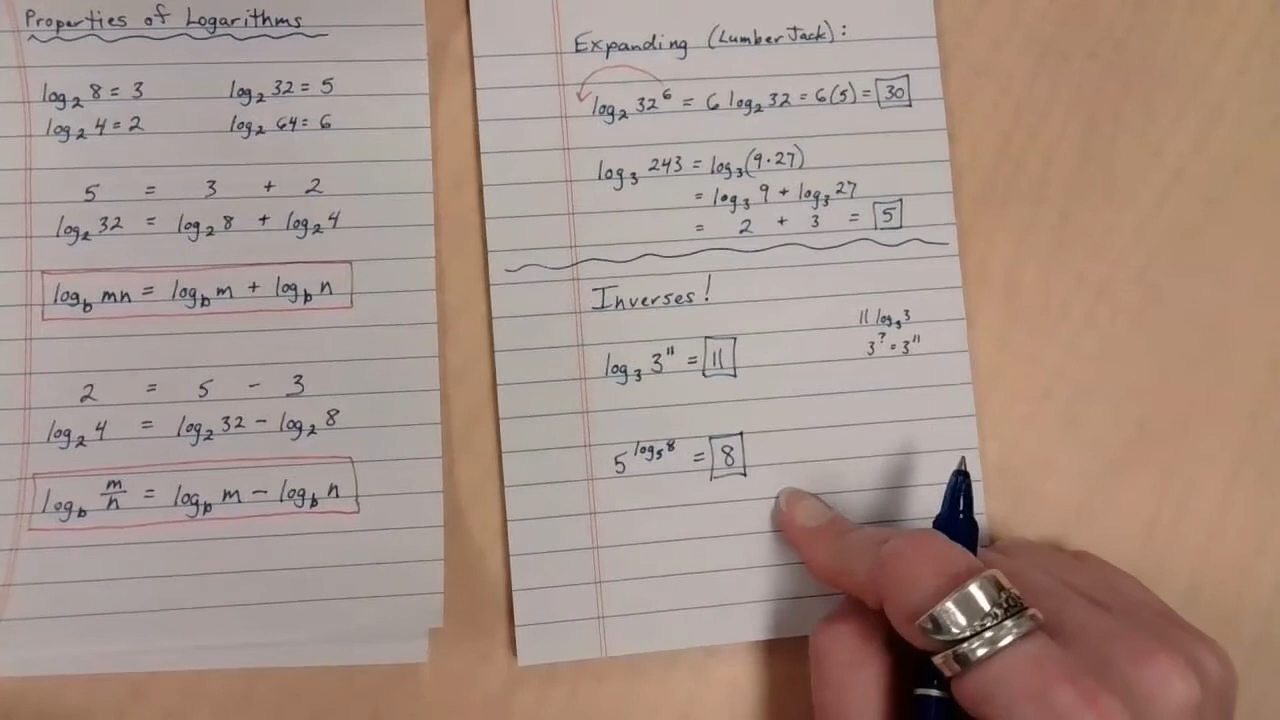 Properties of Logarithms
log₂ 8 = 3 log₂ 32 = 5
log₂ 4 = 2 log₂ 64 = 6
5 = 3 + 2
log₂ 32 = log₂ 8 + log₂ 4
log_b mn = log_b m + log_b n
2 = 5 - 3
log₂ 4 = log₂ 32 - log₂ 8
log_b m/n = log_b m - log_b n
Expanding (LumberJack):
log₂ 32⁶ = 6 log₂ 32 = 6(5) = 30
log₃ 243 = log₃(9·27)
= log₃ 9 + log₃ 27
= 2 + 3 = 5
Inverses!
11 log₃ 3
3^? = 3¹¹
log₃ 3¹¹ = 11
5^(log₅ 8) = 8